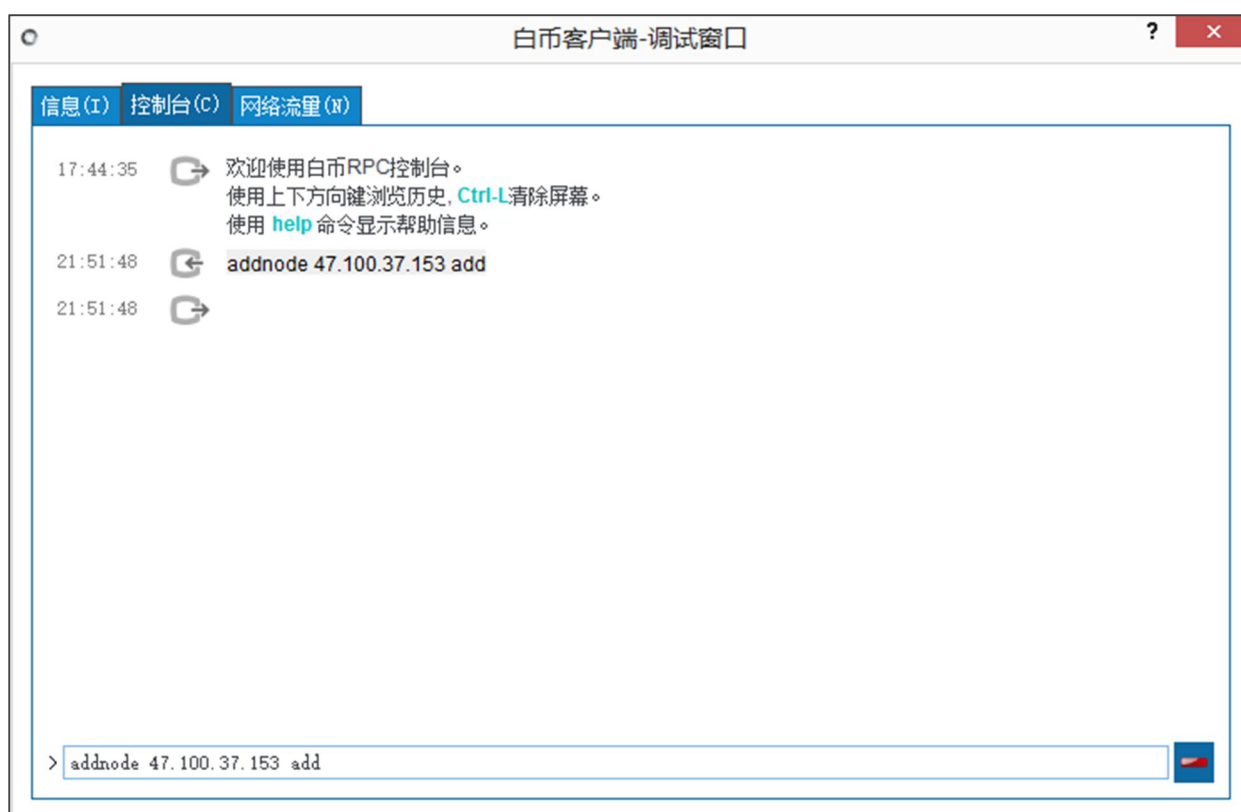 白币客户端-调试窗口
?
×
信息(I) 控制台(C) 网络流量(N)
17:44:35 欢迎使用白币RPC控制台。
使用上下方向键浏览历史, Ctrl-L清除屏幕。
使用 help 命令显示帮助信息。
21:51:48 addnode 47.100.37.153 add
21:51:48
> addnode 47.100.37.153 add